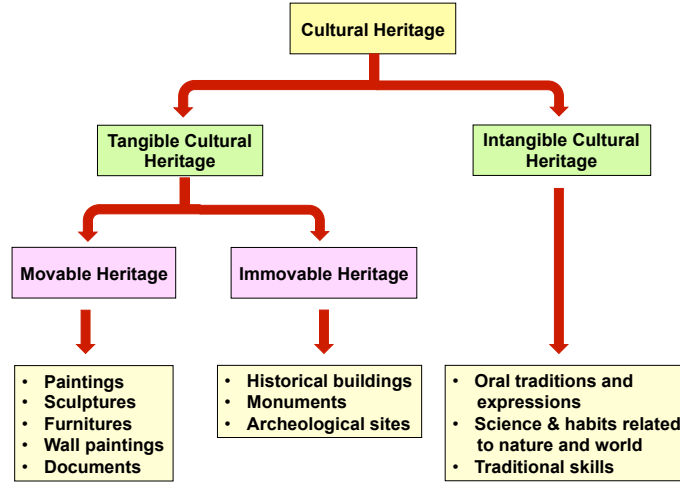 Cultural Heritage
Tangible Cultural
Heritage
Intangible Cultural
Heritage
Movable Heritage
Immovable Heritage
• Paintings
• Sculptures
• Furnitures
• Wall paintings
• Documents
• Historical buildings
• Monuments
• Archeological sites
• Oral traditions and
expressions
• Science & habits related
to nature and world
• Traditional skills